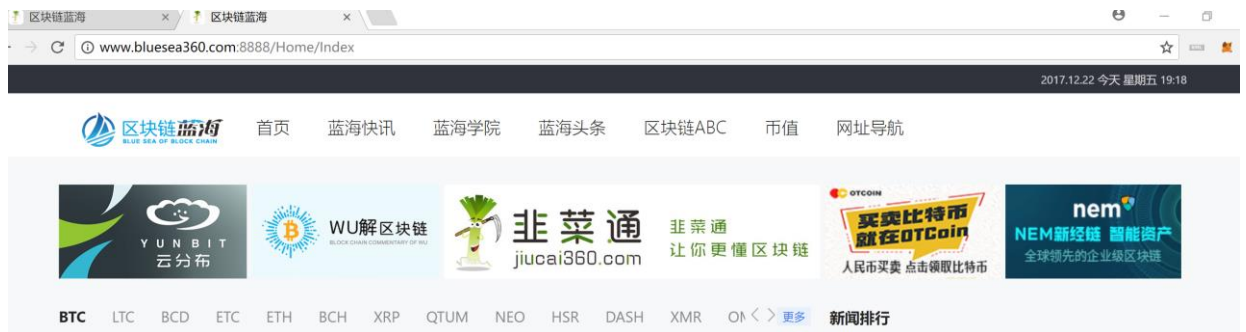 区块链蓝海
区块链蓝海
www.bluesea360.com:8888/Home/Index
2017.12.22 今天 星期五 19:18
区块链蓝海
BLUE SEA OF BLOCK CHAIN
首页 蓝海快讯 蓝海学院 蓝海头条 区块链ABC 币值 网址导航
YUNBIT
云分布
WU解区块链
BLOCK CHAIN COMMENTARY OF WU
韭菜通
jiucai360.com
韭菜通
让你更懂区块链
OTCOIN
买卖比特币
就在OTCoin
人民币买卖 点击领取比特币
nem
NEM新经链 智能资产
全球领先的企业级区块链
BTC LTC BCD ETC ETH BCH XRP QTUM NEO HSR DASH XMR 更多 新闻排行